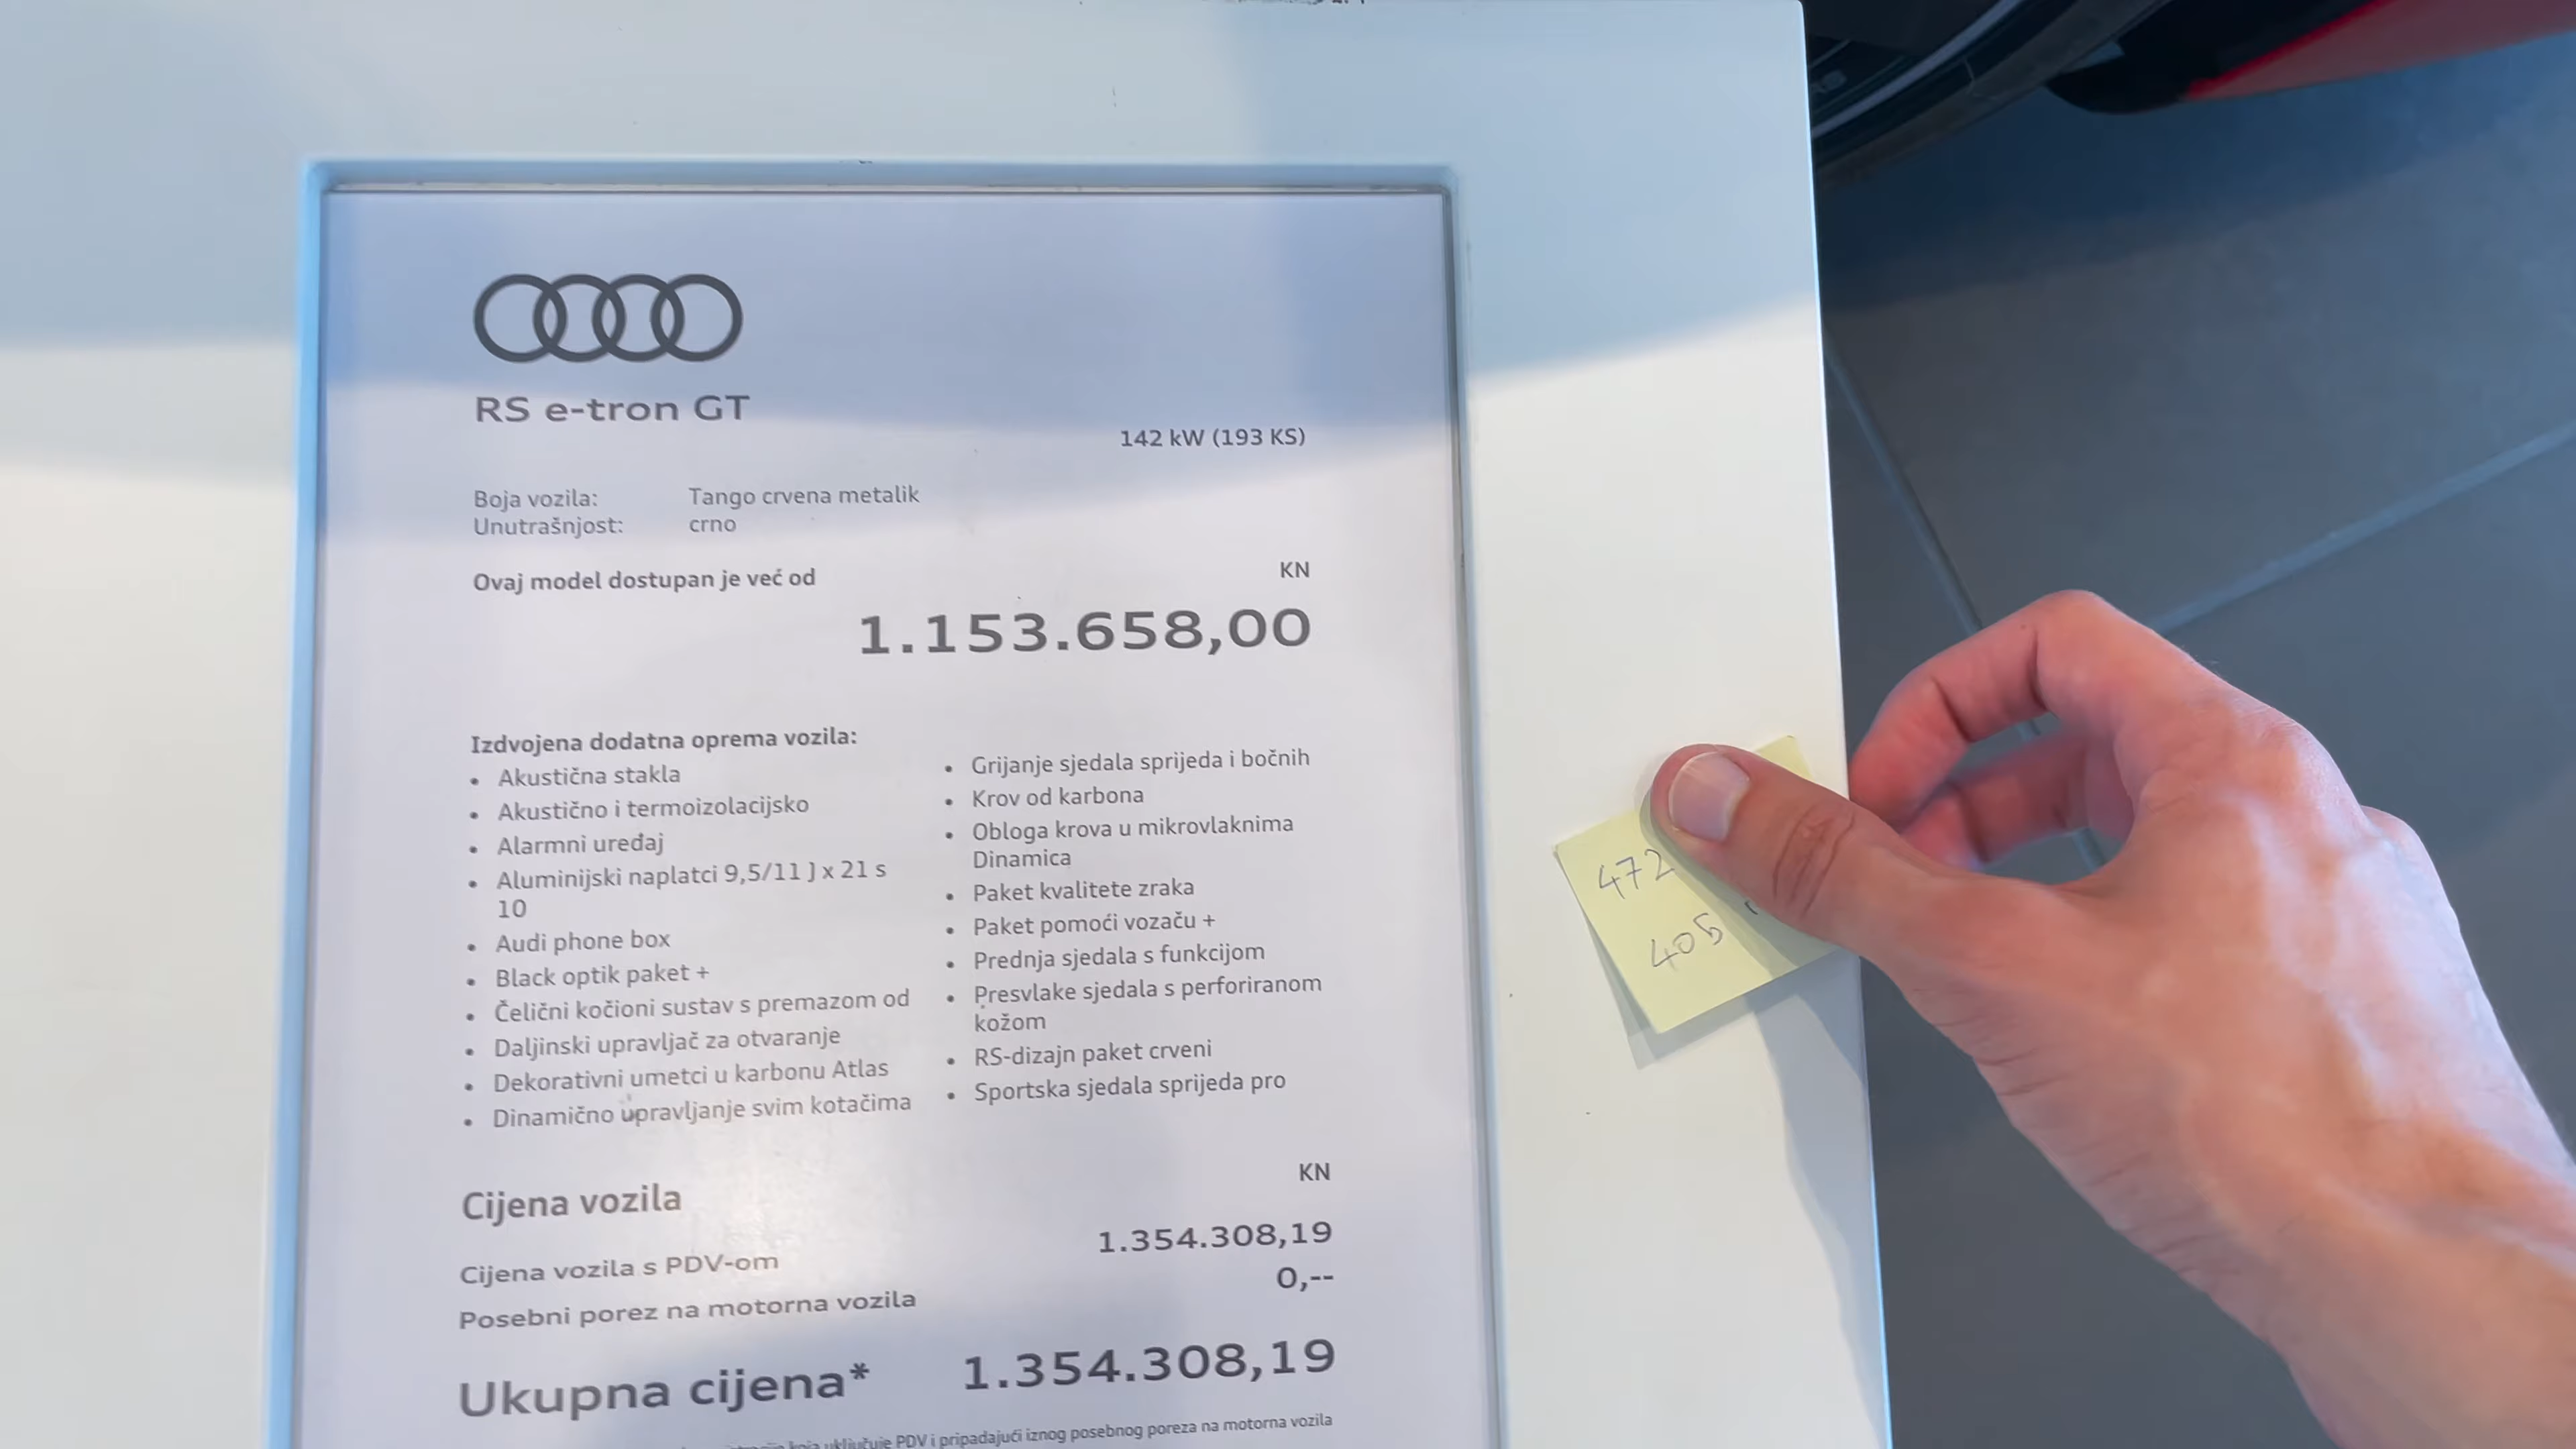 RS e-tron GT
142 kW (193 KS)
Boja vozila: Tango crvena metalik
Unutrašnjost: crno
Ovaj model dostupan je već od KN
1.153.658,00
Izdvojena dodatna oprema vozila:
• Akustična stakla
• Akustično i termoizolacijsko
• Alarmni uređaj
• Aluminijski naplatci 9,5/11 J x 21 s
10
• Audi phone box
• Black optik paket +
• Čelični kočioni sustav s premazom od
• Daljinski upravljač za otvaranje
• Dekorativni umetci u karbonu Atlas
• Dinamično upravljanje svim kotačima
• Grijanje sjedala sprijeda i bočnih
• Krov od karbona
• Obloga krova u mikrovlaknima
Dinamica
• Paket kvalitete zraka
• Paket pomoći vozaču +
• Prednja sjedala s funkcijom
• Presvlake sjedala s perforiranom
kožom
• RS-dizajn paket crveni
• Sportska sjedala sprijeda pro
KN
Cijena vozila
Cijena vozila s PDV-om 1.354.308,19
Posebni porez na motorna vozila 0,--
Ukupna cijena* 1.354.308,19
koja uključuje PDV i pripadajući iznog posebnog poreza na motorna vozila
472
405